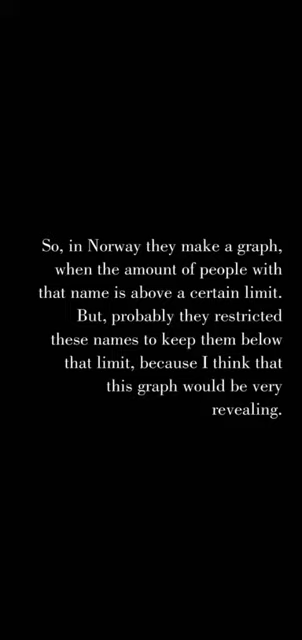 So, in Norway they make a graph,
when the amount of people with
that name is above a certain limit.
But, probably they restricted
these names to keep them below
that limit, because I think that
this graph would be very
revealing.